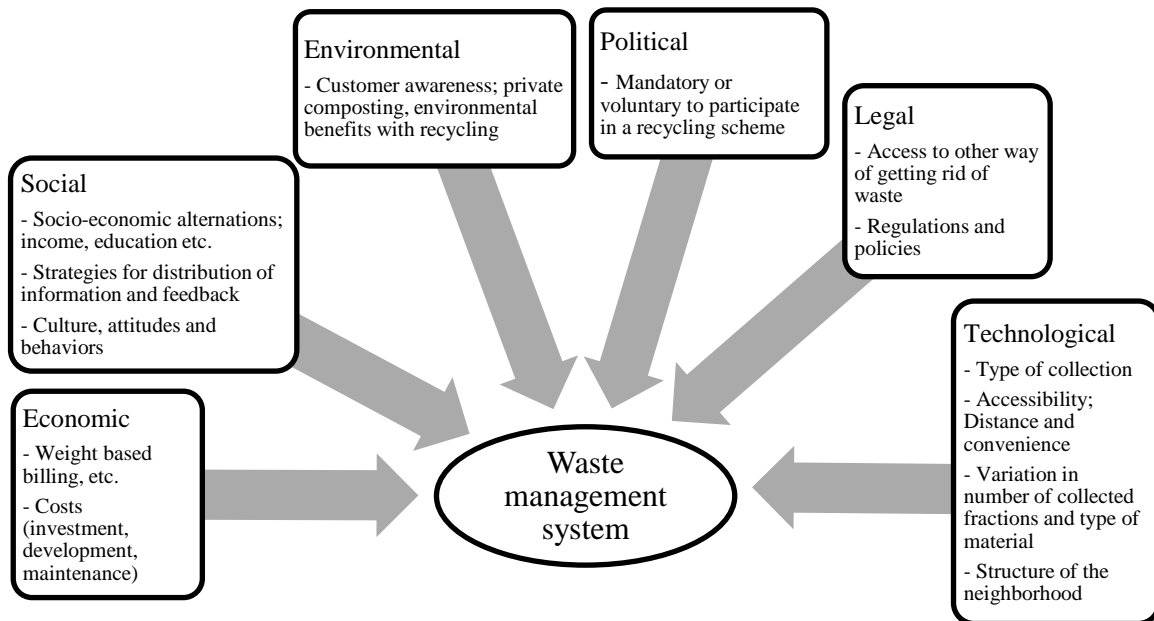 Environmental
- Customer awareness; private
composting, environmental
benefits with recycling
Political
- Mandatory or
voluntary to participate
in a recycling scheme
Legal
- Access to other way
of getting rid of
waste
- Regulations and
policies
Social
- Socio-economic alternations;
income, education etc.
- Strategies for distribution of
information and feedback
- Culture, attitudes and
behaviors
Technological
- Type of collection
- Accessibility;
Distance and
convenience
- Variation in
number of collected
fractions and type of
material
- Structure of the
neighborhood
Economic
- Weight based
billing, etc.
- Costs
(investment,
development,
maintenance)
Waste
management
system